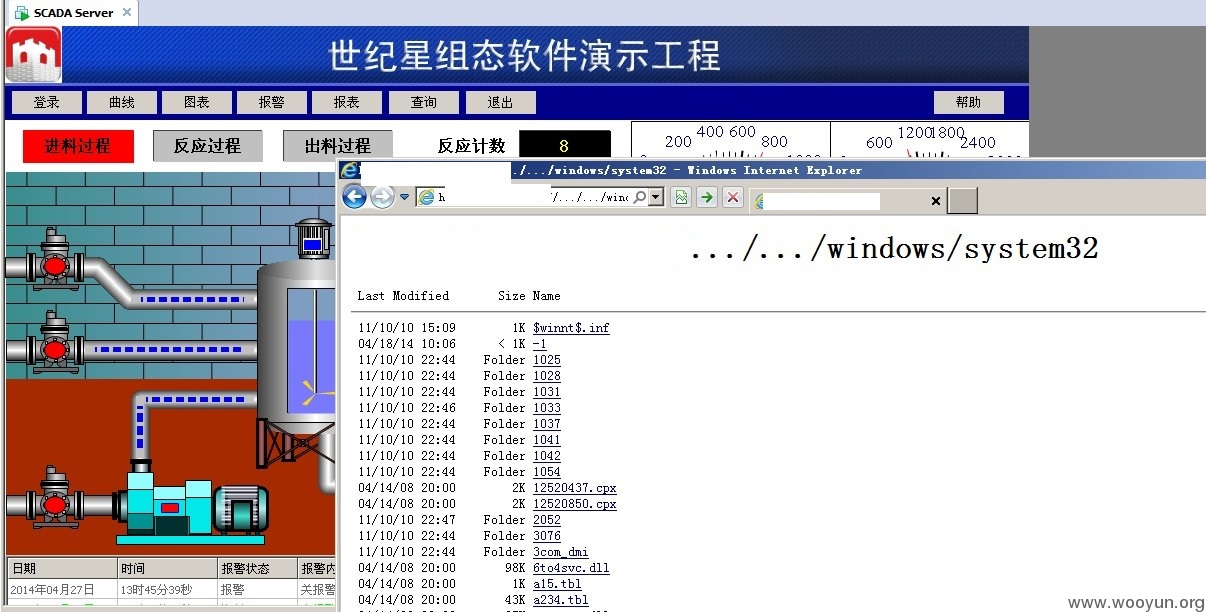 SCADA Server
世纪星组态软件演示工程
登录 曲线 图表 报警 报表 查询 退出 帮助
进料过程 反应过程 出料过程 反应计数 8
200 400 600 800
600 1200 1800 2400
./.../windows/system32 - Windows Internet Explorer
h /.../.../win
.../.../windows/system32
Last Modified Size Name
11/10/10 15:09 1K $winnt$.inf
04/18/14 10:06 < 1K -1
11/10/10 22:44 Folder 1025
11/10/10 22:44 Folder 1028
11/10/10 22:44 Folder 1031
11/10/10 22:46 Folder 1033
11/10/10 22:44 Folder 1037
11/10/10 22:44 Folder 1041
11/10/10 22:44 Folder 1042
11/10/10 22:44 Folder 1054
04/14/08 20:00 2K 12520437.cpx
04/14/08 20:00 2K 12520850.cpx
11/10/10 22:47 Folder 2052
11/10/10 22:44 Folder 3076
11/10/10 22:44 Folder 3com_dmi
04/14/08 20:00 98K 6to4svc.dll
04/14/08 20:00 1K a15.tbl
04/14/08 20:00 43K a234.tbl
日期 时间 报警状态 报警内
2014年04月27日 13时45分39秒 报警 关报警
www.wooyun.org